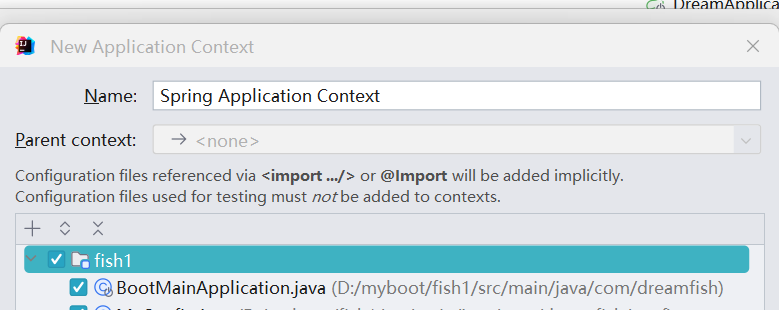 DreamApplica
New Application Context
Name: Spring Application Context
Parent context: → <none>
Configuration files referenced via <import .../> or @Import will be added implicitly.
Configuration files used for testing must not be added to contexts.
fish1
BootMainApplication.java (D:/myboot/fish1/src/main/java/com/dreamfish)